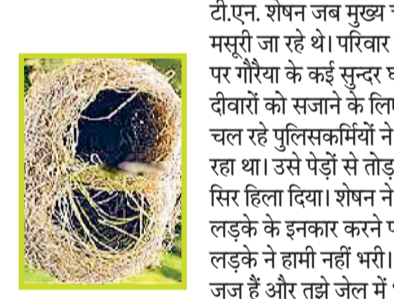 टी.एन. शेषन जब मुख्य
मसूरी जा रहे थे। परिवार
पर गौरैया के कई सुन्दर
दीवारों को सजाने के लिए
चल रहे पुलिसकर्मियों ने
रहा था। उसे पेड़ों से तोड़
सिर हिला दिया। शेषन ने
लड़के के इनकार करने
लड़के ने हामी नहीं भरी।
जज हैं और तुझे जेल में